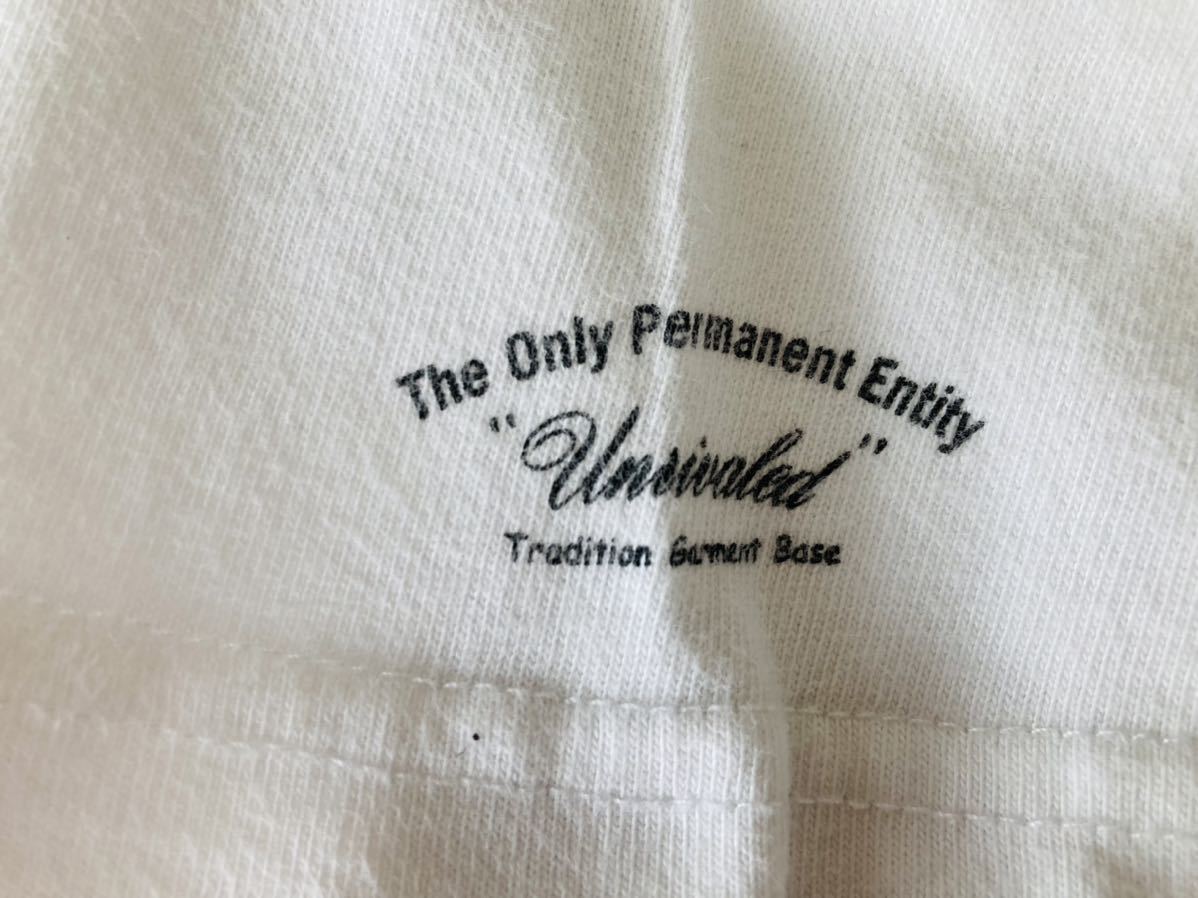 The Only Permanent Entity
"Unrivaled"
Tradition Garment Base